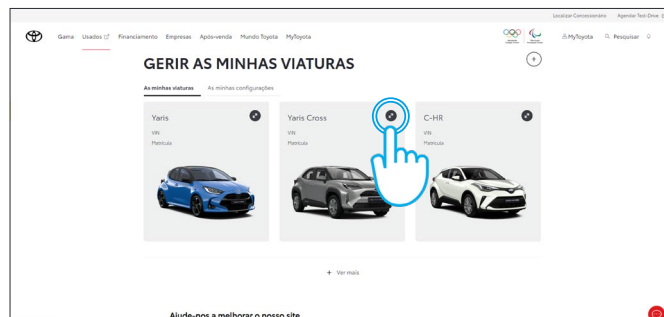 Localizar Concessionário Agendar Test-Drive
Gama Usados Financiamento Empresas Após-venda Mundo Toyota MyToyota MyToyota Pesquisar
GERIR AS MINHAS VIATURAS
As minhas viaturas As minhas configurações
Yaris Yaris Cross C-HR
VIN VIN VIN
Matrícula Matrícula Matrícula
+ Ver mais
Ajude-nos a melhorar o nosso site